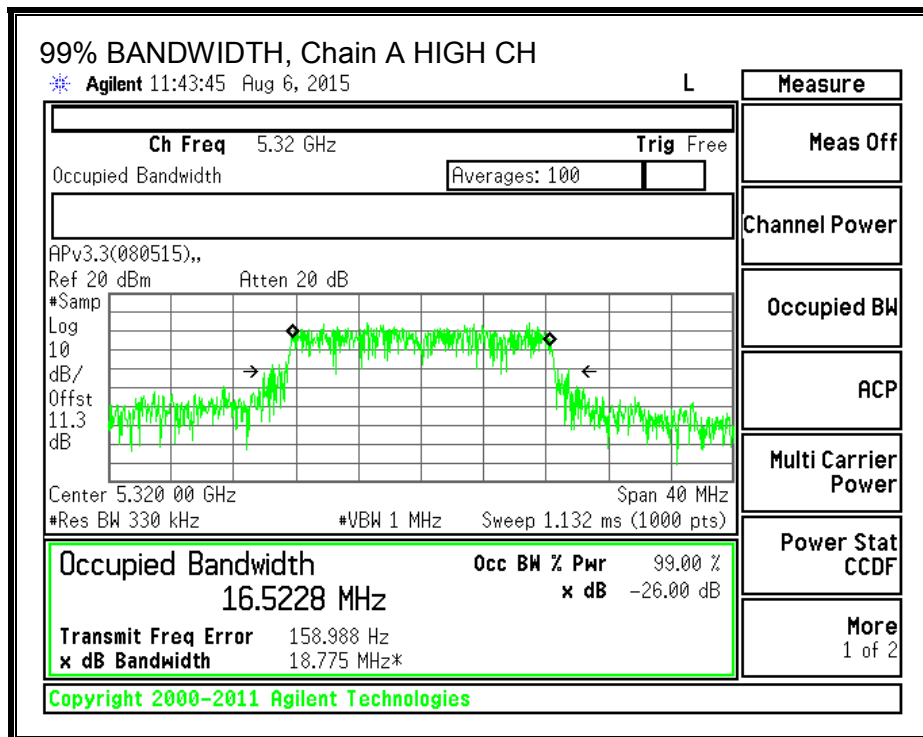 99% BANDWIDTH, Chain A HIGH CH
Agilent 11:43:45 Aug 6, 2015 L
Measure
Ch Freq 5.32 GHz Trig Free
Meas Off
Occupied Bandwidth Averages: 100
Channel Power
APv3.3(080515),,
Ref 20 dBm Atten 20 dB
#Samp
Log
10
dB/
Offst
11.3
dB
Occupied BW
ACP
Center 5.320 00 GHz Span 40 MHz
#Res BW 330 kHz #VBW 1 MHz Sweep 1.132 ms (1000 pts)
Multi Carrier
Power
Occupied Bandwidth Occ BW % Pwr 99.00 %
16.5228 MHz x dB -26.00 dB
Transmit Freq Error 158.988 Hz
x dB Bandwidth 18.775 MHz*
Power Stat
CCDF
More
1 of 2
Copyright 2000-2011 Agilent Technologies